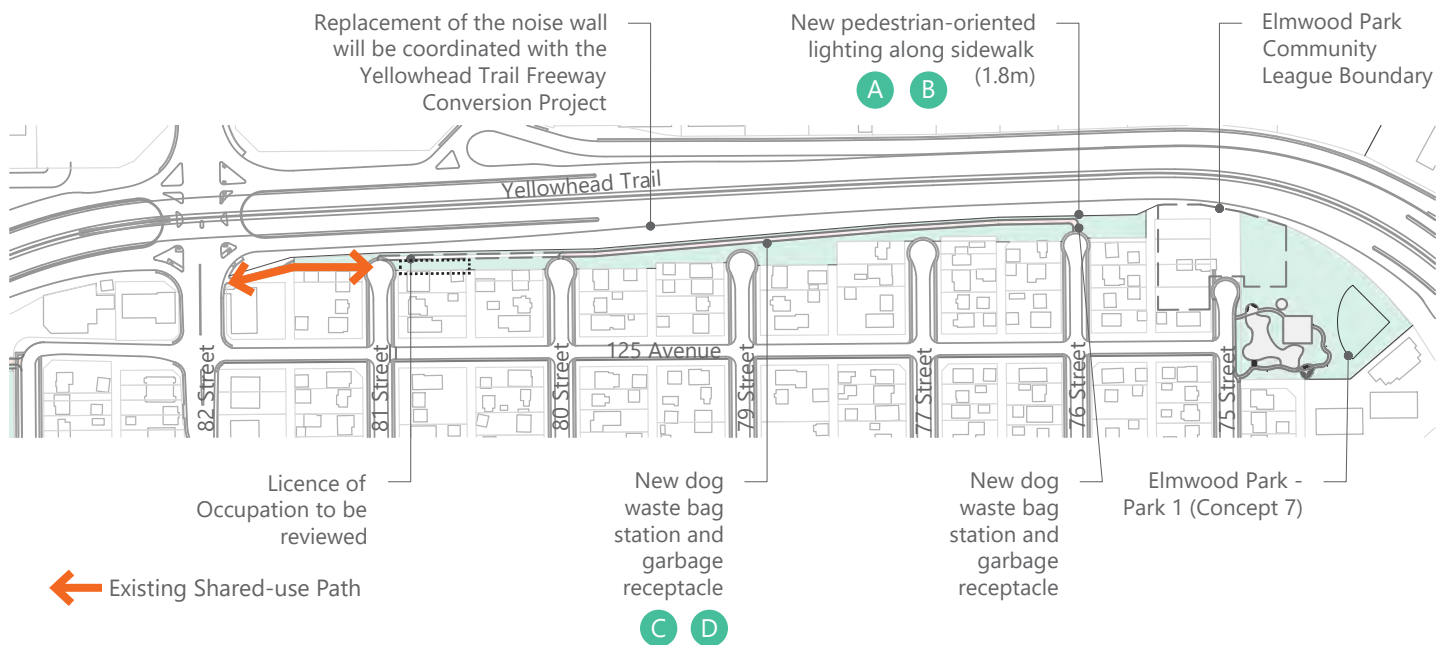 Replacement of the noise wall
will be coordinated with the
Yellowhead Trail Freeway
Conversion Project
New pedestrian-oriented
lighting along sidewalk
(1.8m)
A B
Elmwood Park
Community
League Boundary
Yellowhead Trail
125 Avenue
82 Street
81 Street
80 Street
79 Street
77 Street
76 Street
75 Street
Licence of
Occupation to be
reviewed
New dog
waste bag
station and
garbage
receptacle
C D
New dog
waste bag
station and
garbage
receptacle
Elmwood Park -
Park 1 (Concept 7)
Existing Shared-use Path